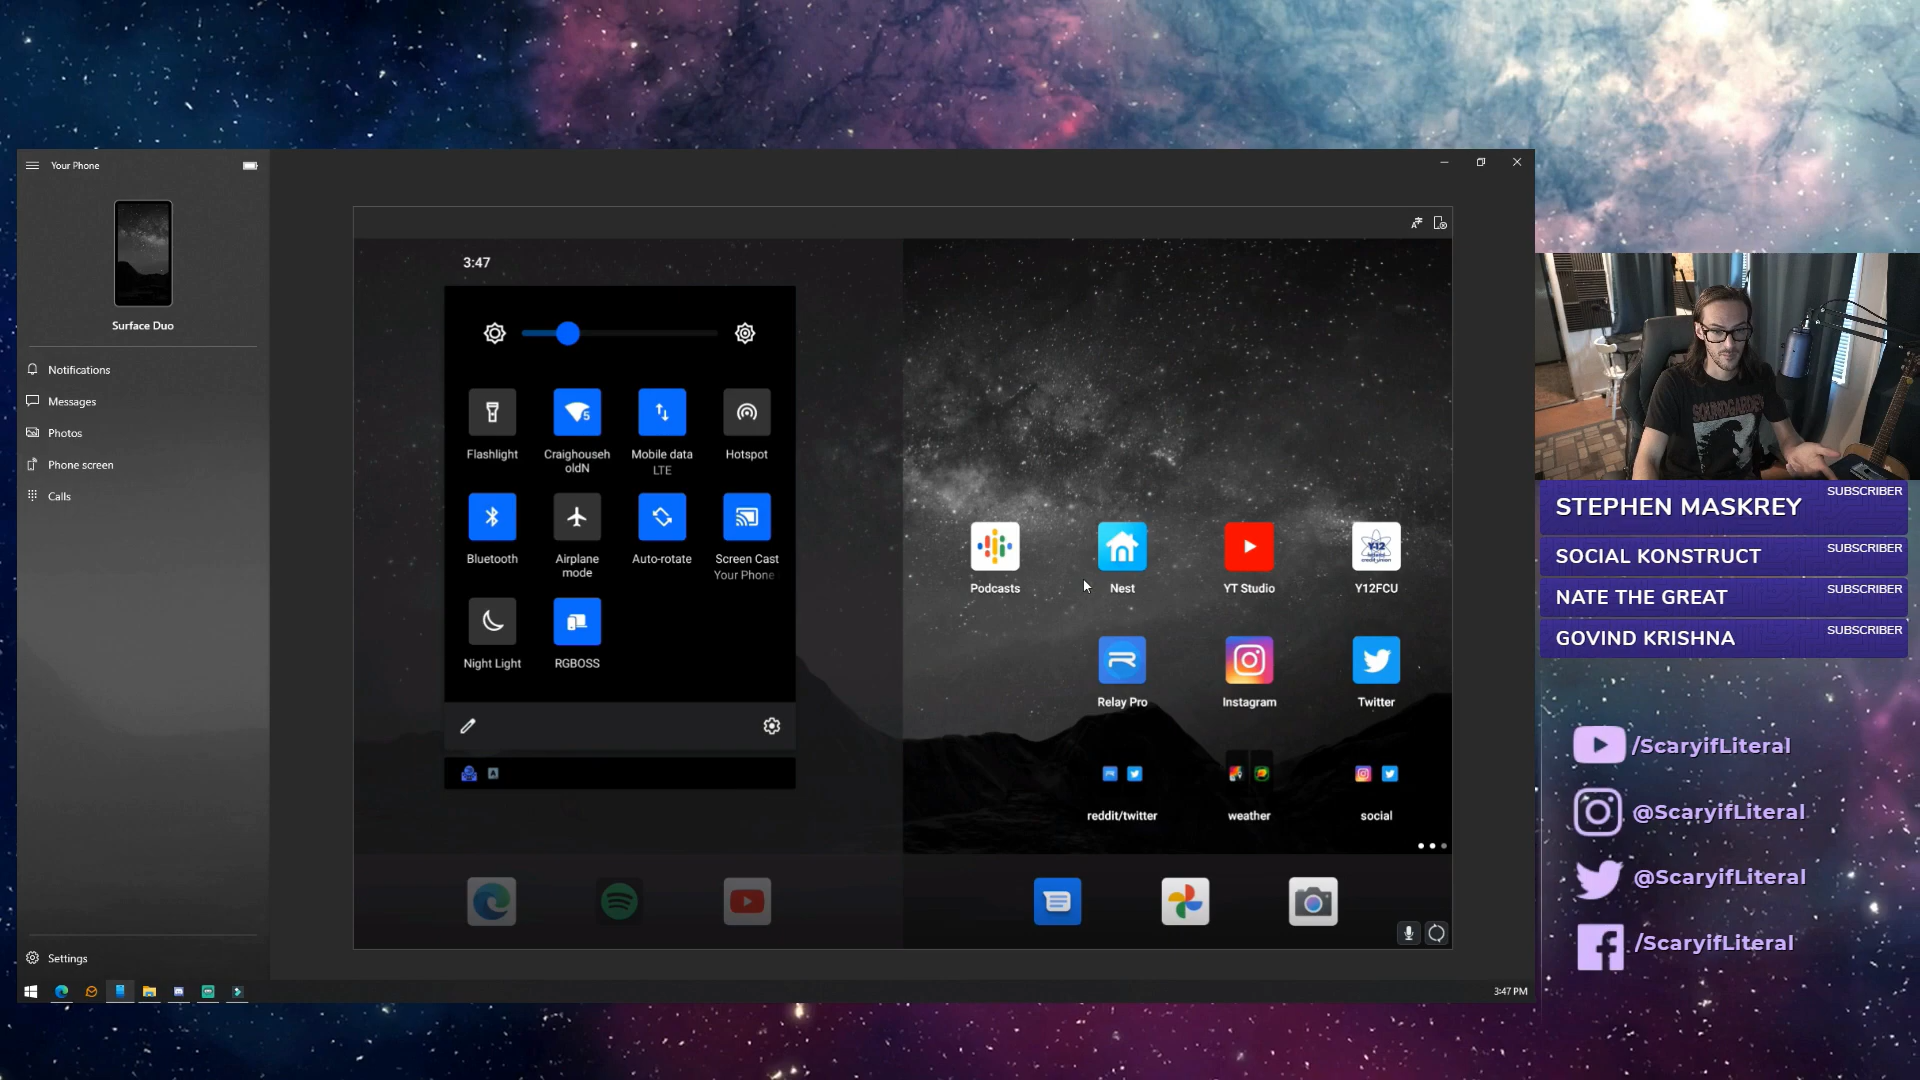 Your Phone
Surface Duo
Notifications
Messages
Photos
Phone screen
Calls
Settings
3:47
Flashlight
Craighouseh
oldN
Mobile data
LTE
Hotspot
Bluetooth
Airplane
mode
Auto-rotate
Screen Cast
Your Phone
Night Light
RGBOSS
Podcasts
Nest
YT Studio
Y-12
Y12FCU
Relay Pro
Instagram
Twitter
reddit/twitter
weather
social
3:47 PM
SOUNDGARDEN
STEPHEN MASKREY
SUBSCRIBER
SOCIAL KONSTRUCT
SUBSCRIBER
NATE THE GREAT
SUBSCRIBER
GOVIND KRISHNA
SUBSCRIBER
/ScaryifLiteral
@ScaryifLiteral
@ScaryifLiteral
/ScaryifLiteral